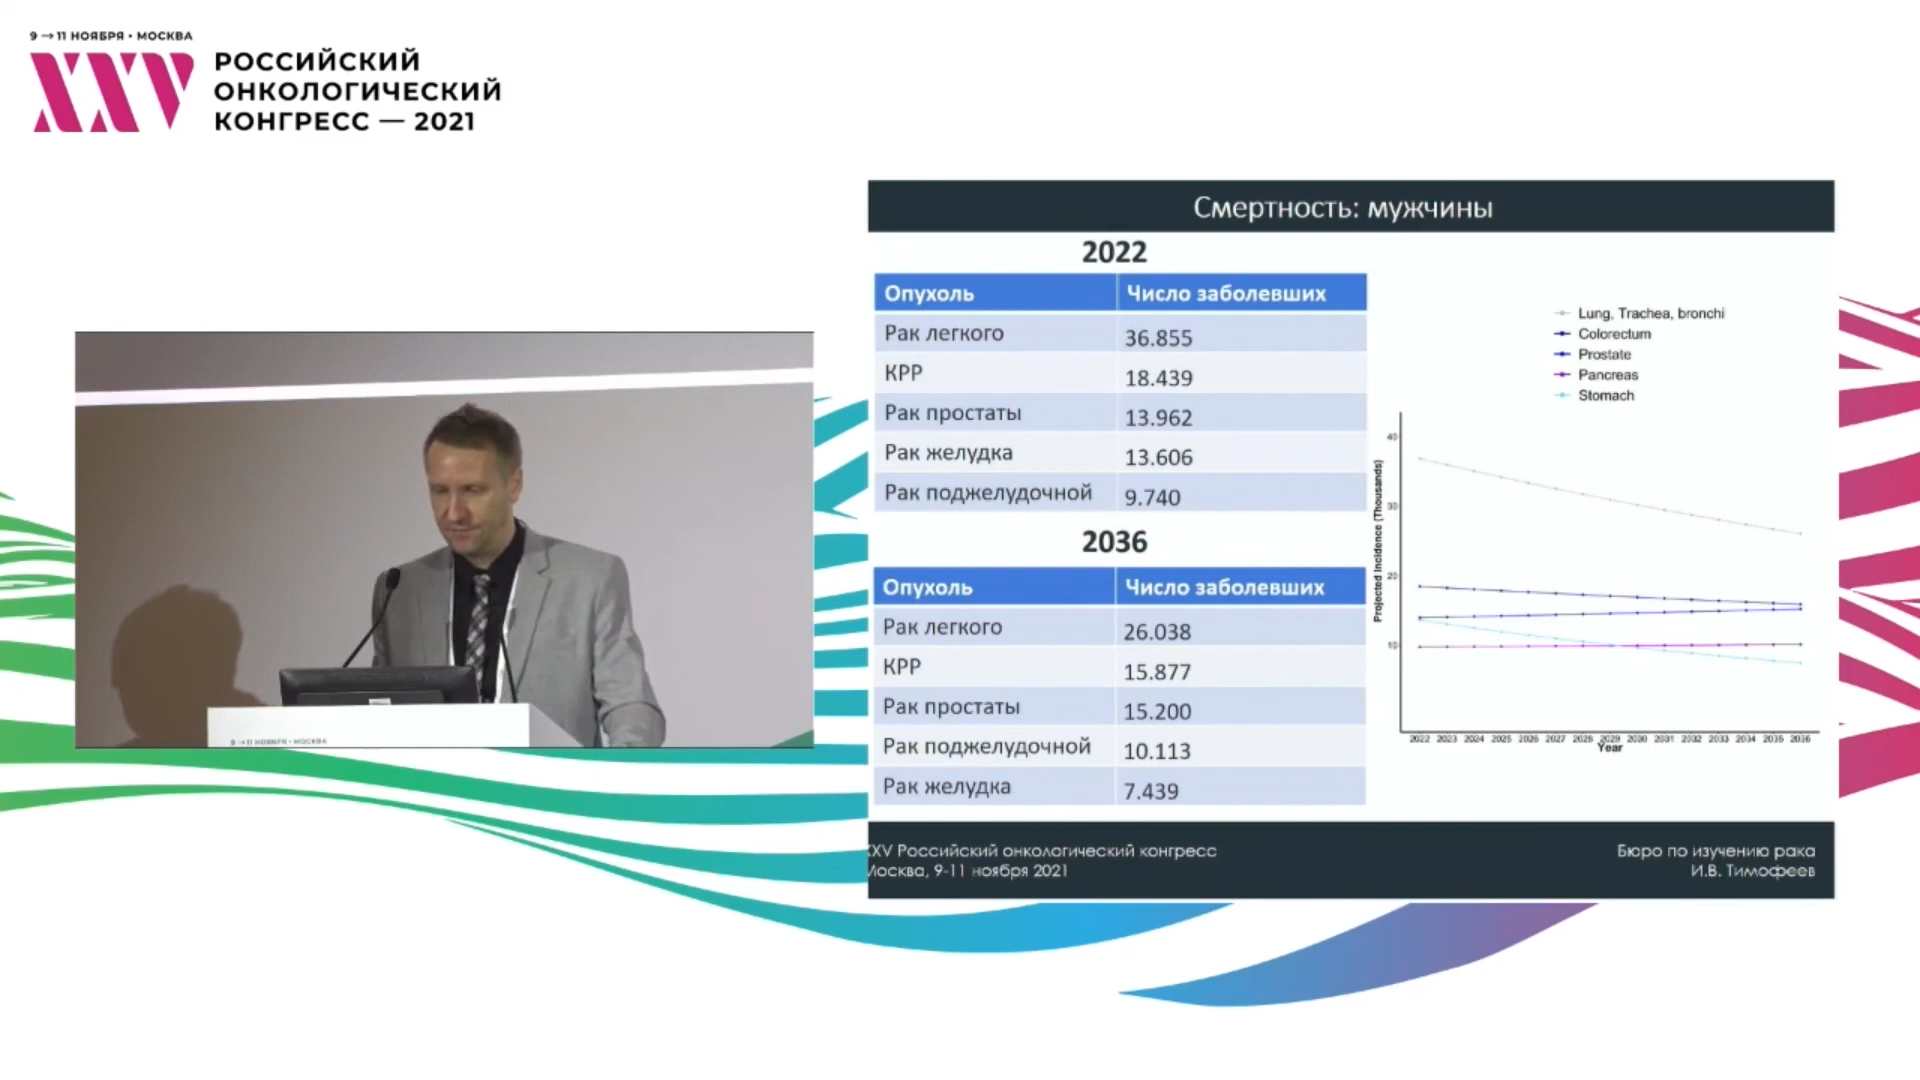 9 → 11 НОЯБРЯ • МОСКВА
XXV
РОССИЙСКИЙ
ОНКОЛОГИЧЕСКИЙ
КОНГРЕСС — 2021
9 → 11 НОЯБРЯ • МОСКВА
Смертность: мужчины
2022
Опухоль Число заболевших
Рак легкого 36.855
КРР 18.439
Рак простаты 13.962
Рак желудка 13.606
Рак поджелудочной 9.740
2036
Опухоль Число заболевших
Рак легкого 26.038
КРР 15.877
Рак простаты 15.200
Рак поджелудочной 10.113
Рак желудка 7.439
Lung, Trachea, bronchi
Colorectum
Prostate
Pancreas
Stomach
Projected Incidence (Thousands)
40
30
20
10
2022 2023 2024 2025 2026 2027 2028 2029 2030 2031 2032 2033 2034 2035 2036
Year
XXV Российский онкологический конгресс
Москва, 9-11 ноября 2021
Бюро по изучению рака
И.В. Тимофеев